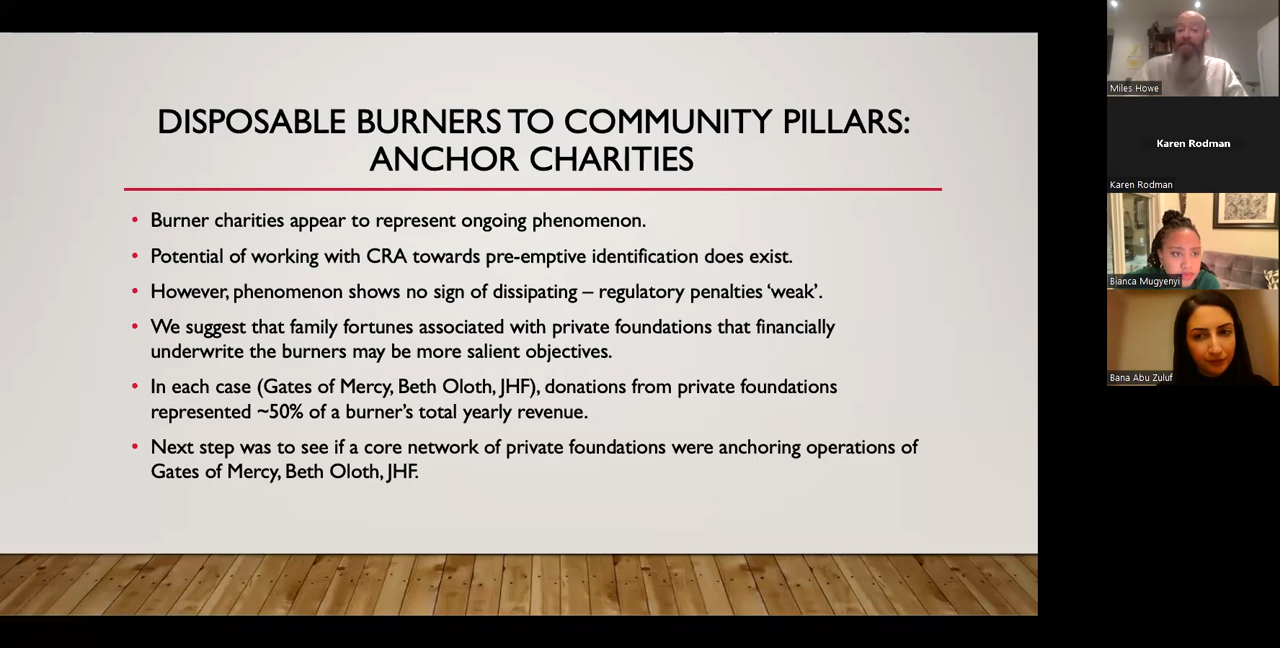 DISPOSABLE BURNERS TO COMMUNITY PILLARS:
ANCHOR CHARITIES
• Burner charities appear to represent ongoing phenomenon.
• Potential of working with CRA towards pre-emptive identification does exist.
• However, phenomenon shows no sign of dissipating – regulatory penalties ‘weak’.
• We suggest that family fortunes associated with private foundations that financially
underwrite the burners may be more salient objectives.
• In each case (Gates of Mercy, Beth Oloth, JHF), donations from private foundations
represented ~50% of a burner’s total yearly revenue.
• Next step was to see if a core network of private foundations were anchoring operations of
Gates of Mercy, Beth Oloth, JHF.
Miles Howe
Karen Rodman
Karen Rodman
Bianca Mugyenyi
Bana Abu Zuluf